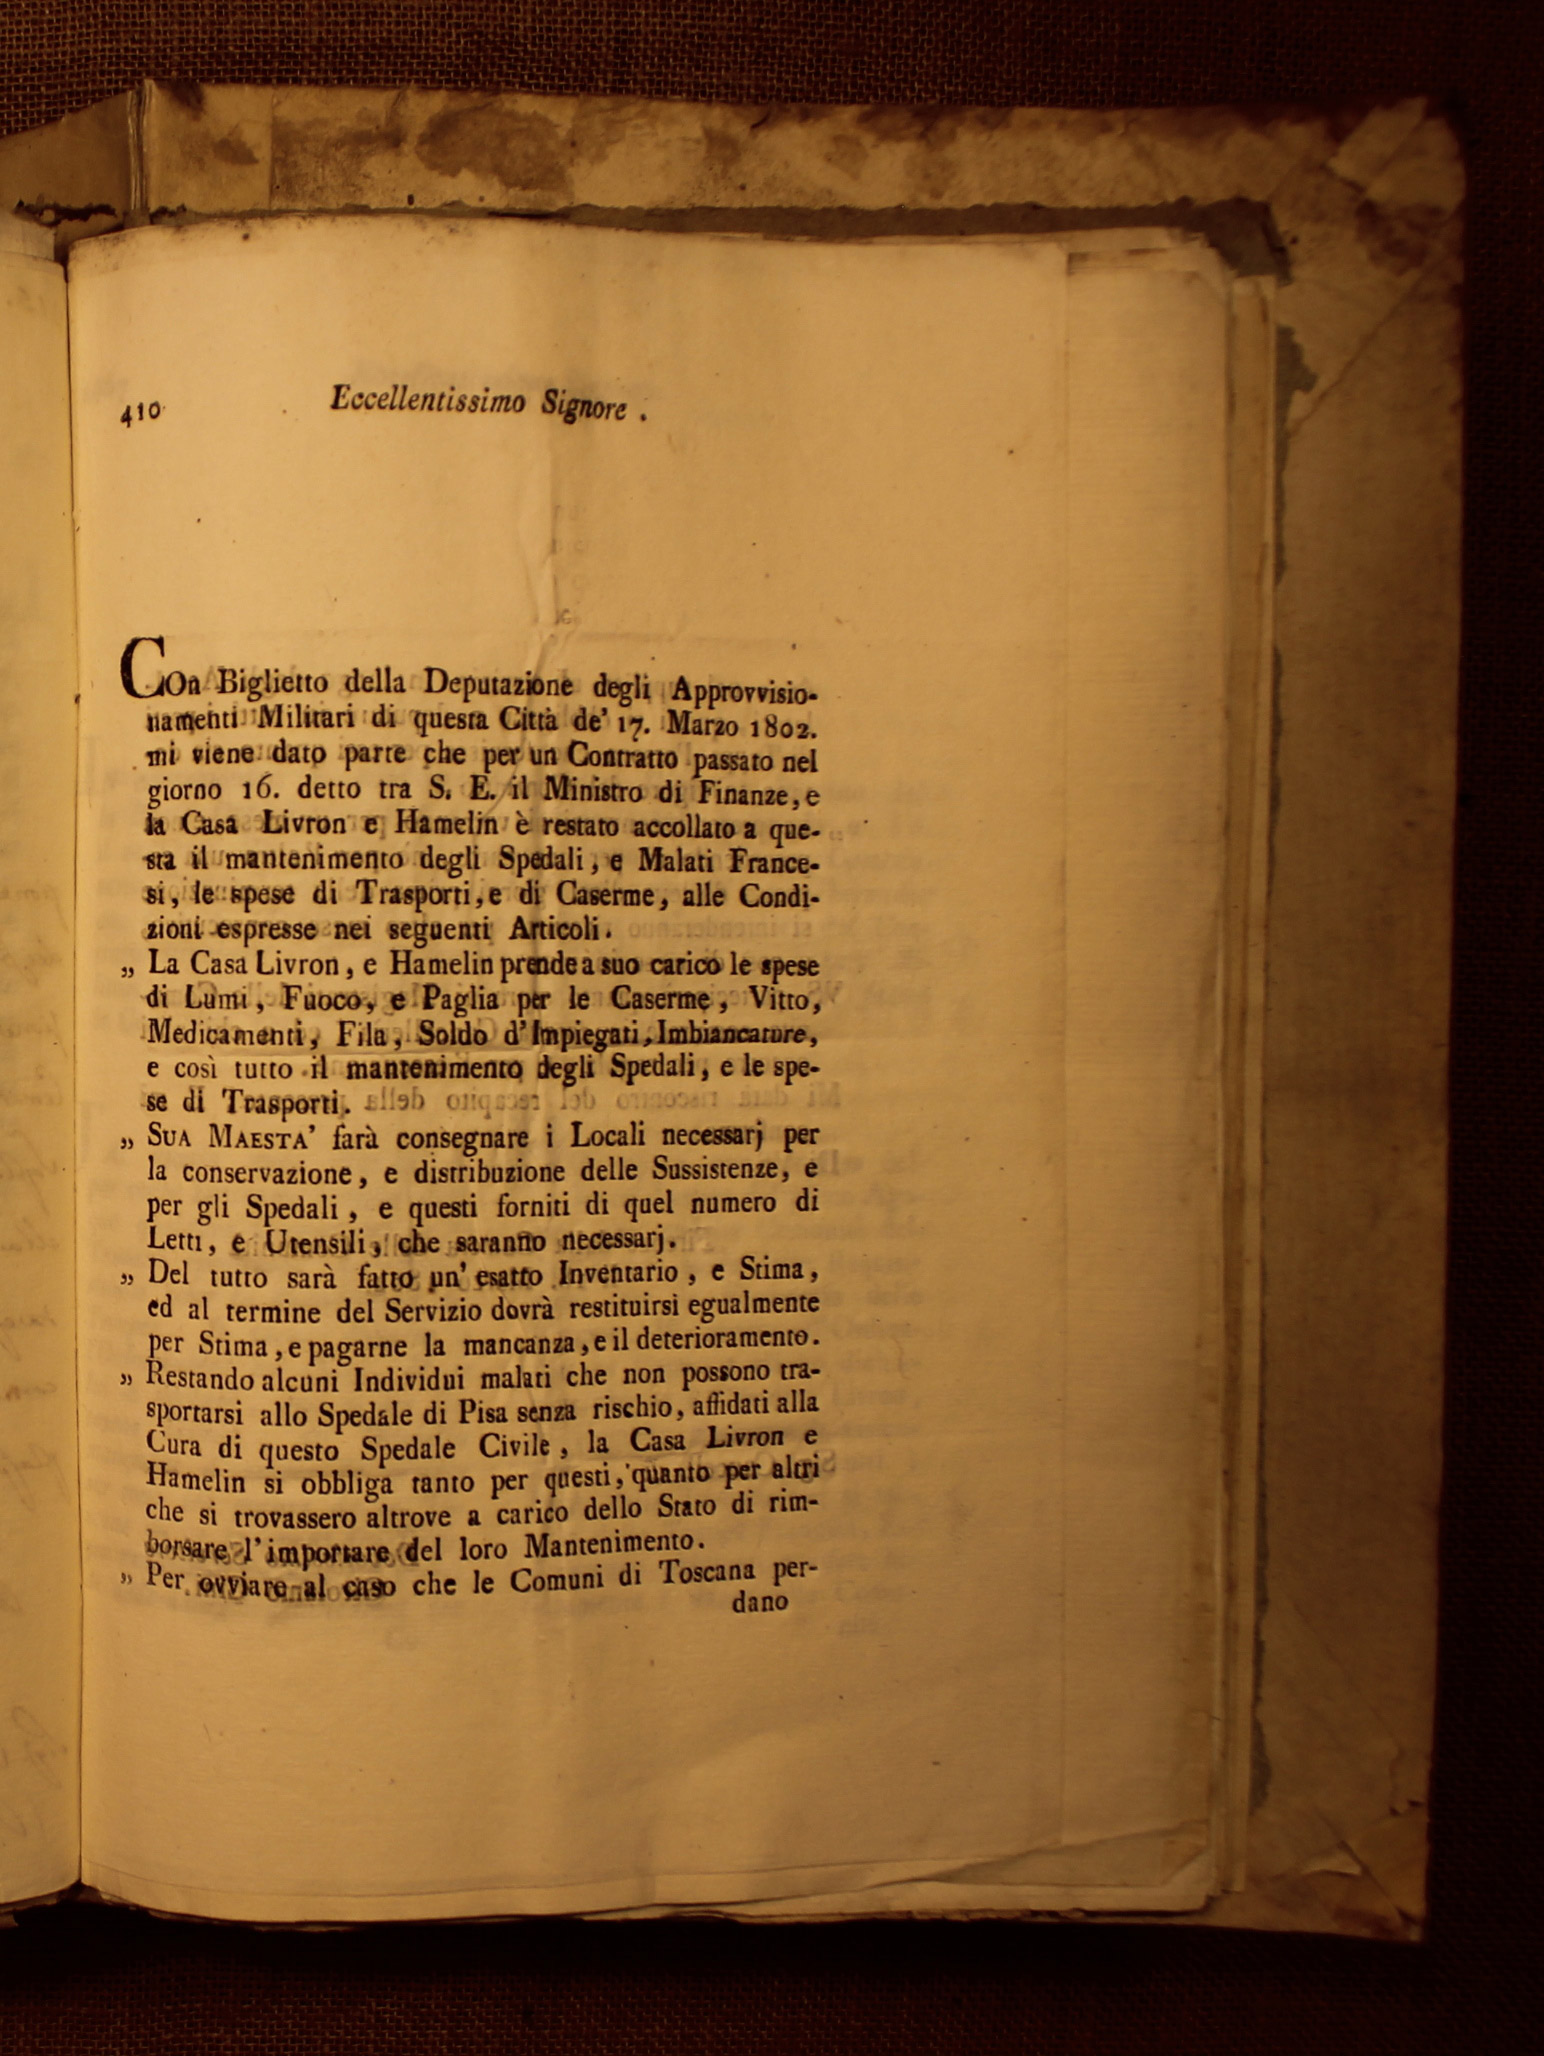 410
Eccellentissimo Signore .
COn Biglietto della Deputazione degli Approvvisio-
namenti Militari di questa Città de' 17. Marzo 1802.
mi viene dato parte che per un Contratto passato nel
giorno 16. detto tra S. E. il Ministro di Finanze, e
la Casa Livron e Hamelin è restato accollato a que-
sta il mantenimento degli Spedali, e Malati France-
si, le spese di Trasporti, e di Caserme, alle Condi-
zioni espresse nei seguenti Articoli.
„ La Casa Livron, e Hamelin prende a suo carico le spese
di Lumi, Fuoco, e Paglia per le Caserme, Vitto,
Medicamenti, Fila, Soldo d'Impiegati, Imbiancature,
e così tutto il mantenimento degli Spedali, e le spe-
se di Trasporti.
„ SUA MAESTA' farà consegnare i Locali necessarj per
la conservazione, e distribuzione delle Sussistenze, e
per gli Spedali, e questi forniti di quel numero di
Letti, e Utensili, che saranno necessarj.
„ Del tutto sarà fatto un' esatto Inventario, e Stima,
ed al termine del Servizio dovrà restituirsi egualmente
per Stima, e pagarne la mancanza, e il deterioramento.
„ Restando alcuni Individui malati che non possono tra-
sportarsi allo Spedale di Pisa senza rischio, affidati alla
Cura di questo Spedale Civile, la Casa Livron e
Hamelin si obbliga tanto per questi, quanto per altri
che si trovassero altrove a carico dello Stato di rim-
borsare l'importare del loro Mantenimento.
„ Per ovviare al caso che le Comuni di Toscana per-
dano